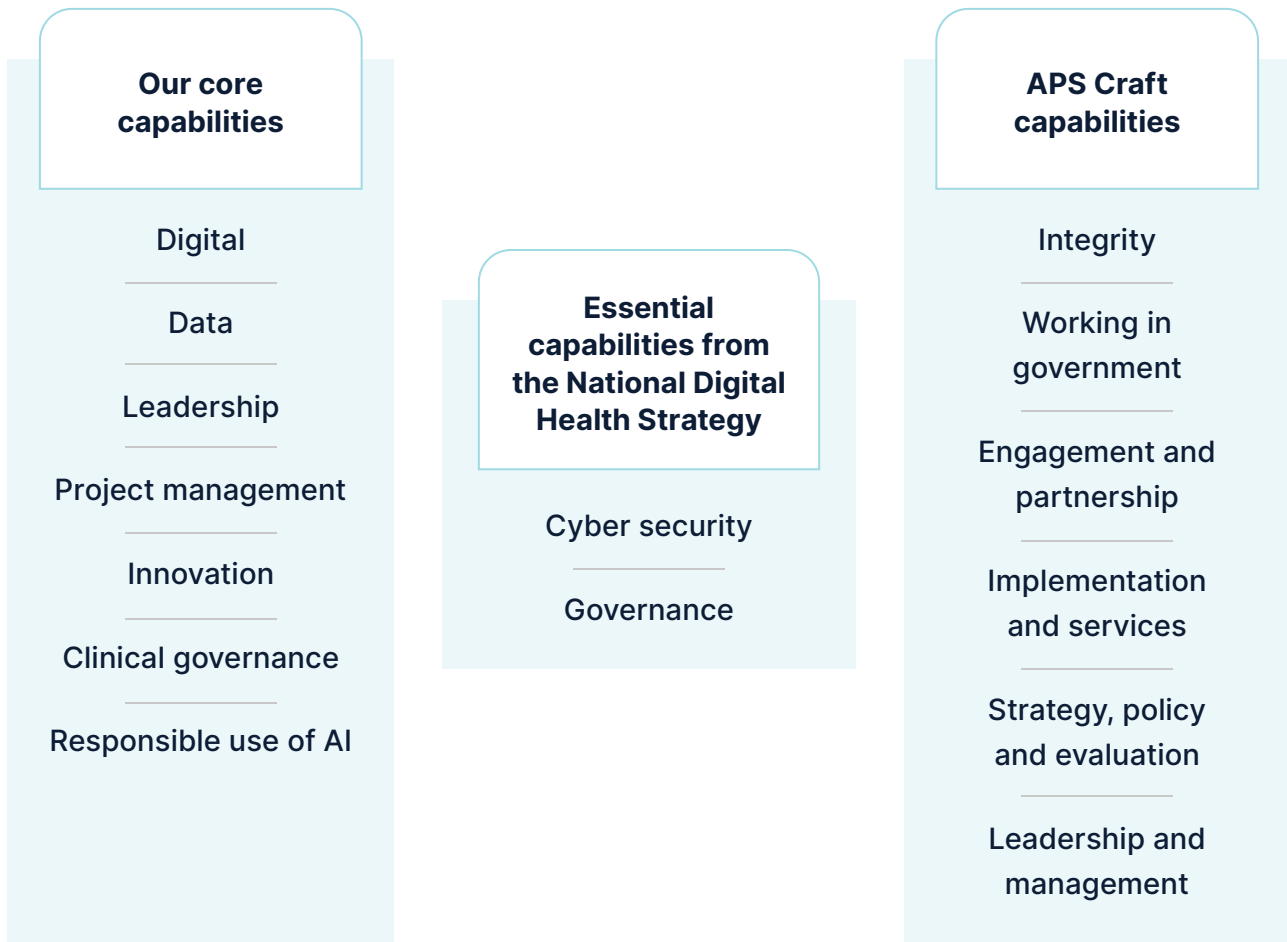 Our core
capabilities
Digital
Data
Leadership
Project management
Innovation
Clinical governance
Responsible use of AI
Essential
capabilities from
the National Digital
Health Strategy
Cyber security
Governance
APS Craft
capabilities
Integrity
Working in
government
Engagement and
partnership
Implementation
and services
Strategy, policy
and evaluation
Leadership and
management